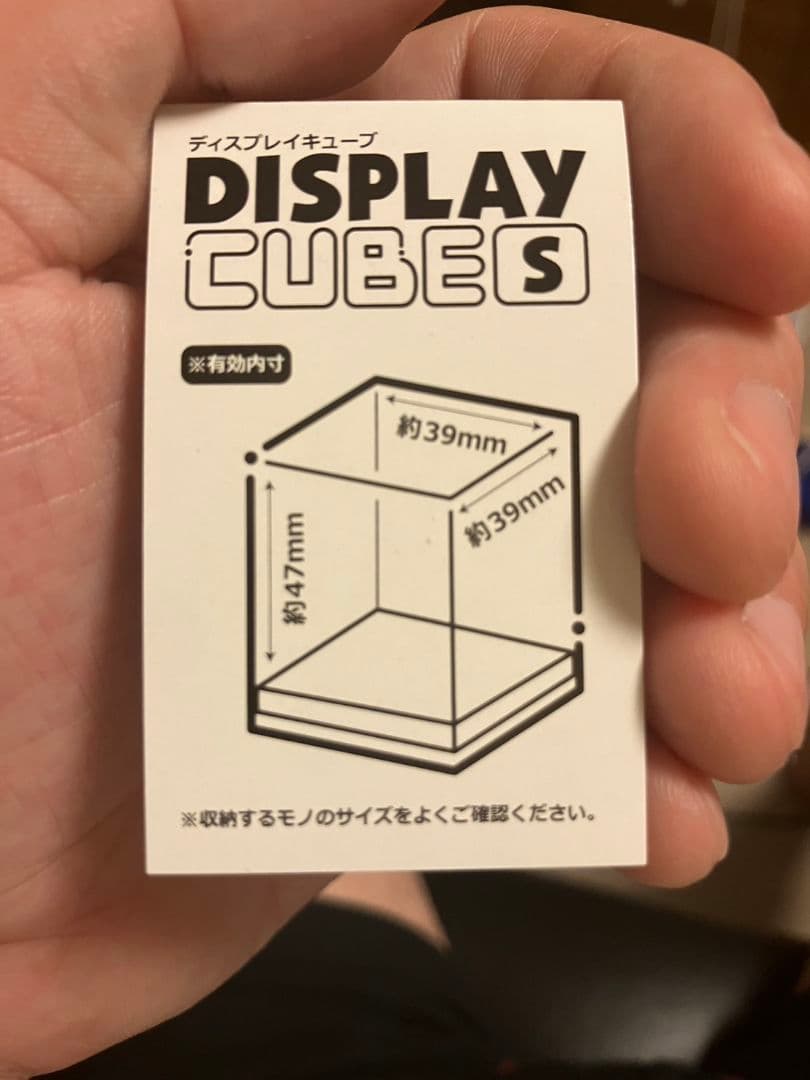 ディスプレイキューブ
DISPLAY
CUBE S
※有効内寸
約39mm
約39mm
約47mm
※収納するモノのサイズをよくご確認ください。